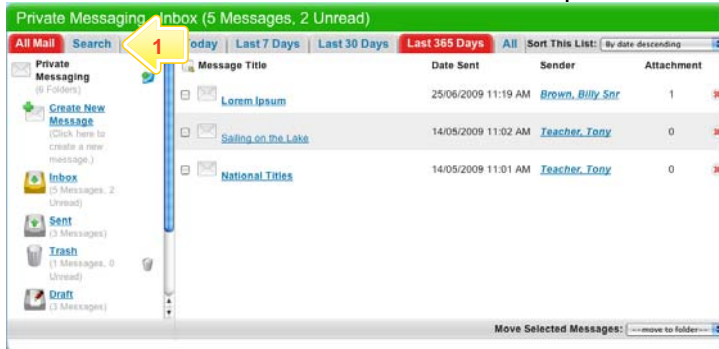 Private Messaging - Inbox (5 Messages, 2 Unread)
All Mail Search 1 Today Last 7 Days Last 30 Days Last 365 Days All Sort This List: By date descending
Private Messaging
(6 Folders)
Create New Message
(Click here to create a new message.)
Inbox
(5 Messages, 2 Unread)
Sent
(3 Messages)
Trash
(1 Messages, 0 Unread)
Draft
(3 Messages)
Message Title Date Sent Sender Attachment
Lorem Ipsum 25/06/2009 11:19 AM Brown, Billy Snr 1
Sailing on the Lake 14/05/2009 11:02 AM Teacher, Tony 0
National Titles 14/05/2009 11:01 AM Teacher, Tony 0
Move Selected Messages: --move to folder--